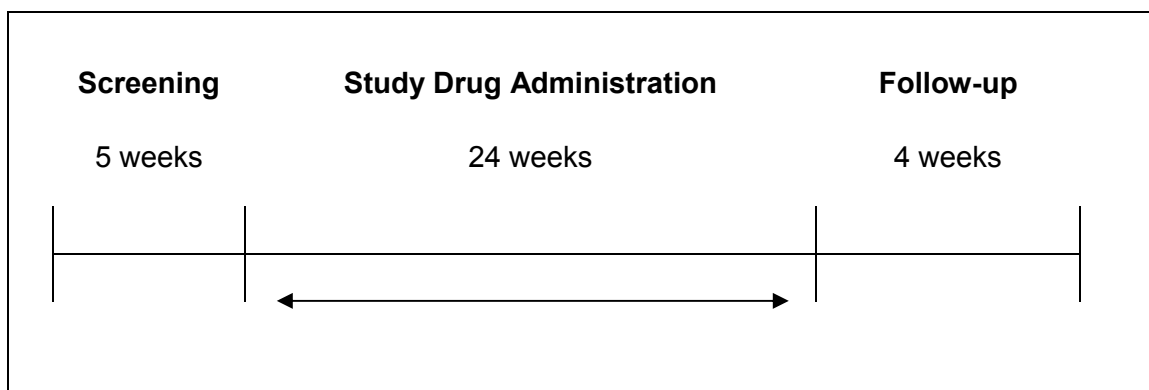 Screening Study Drug Administration Follow-up
5 weeks 24 weeks 4 weeks